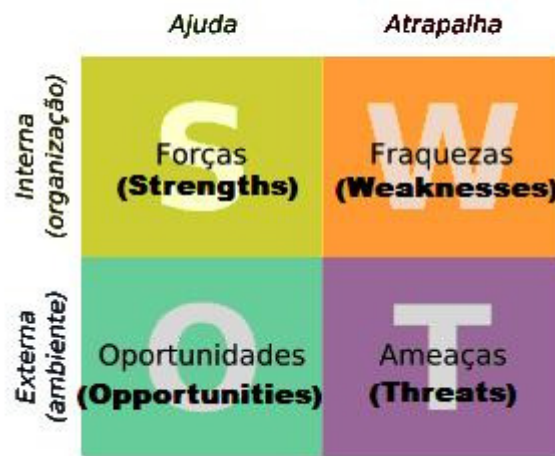 Ajuda
Atrapalha
Interna
(organização)
S
Forças
(Strengths)
W
Fraquezas
(Weaknesses)
Externa
(ambiente)
O
Oportunidades
(Opportunities)
T
Ameaças
(Threats)